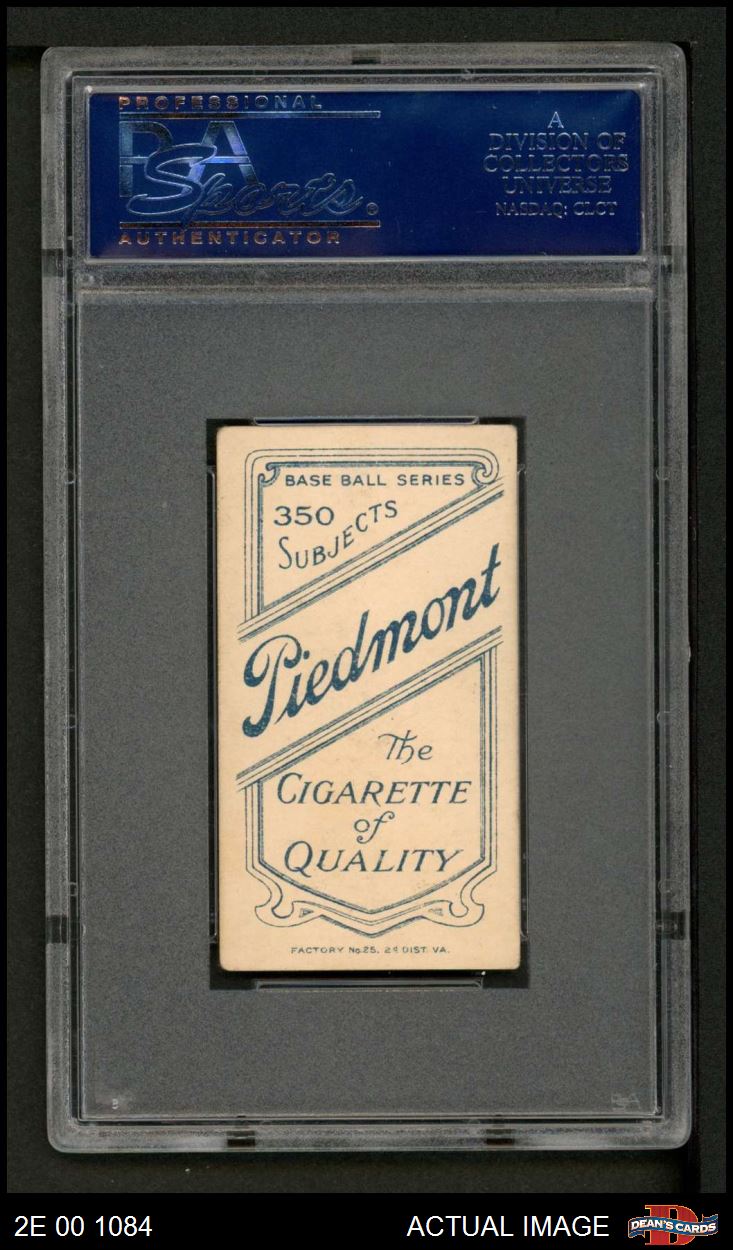 PROFESSIONAL
PSA
Sports
AUTHENTICATOR
A
DIVISION OF
COLLECTORS
UNIVERSE
NASDAQ: CLCT
BASE BALL SERIES
350
SUBJECTS
Piedmont
The
CIGARETTE
of
QUALITY
FACTORY No 25, 2d DIST. VA.
PSA
2E 00 1084
ACTUAL IMAGE
D
DEAN'S CARDS